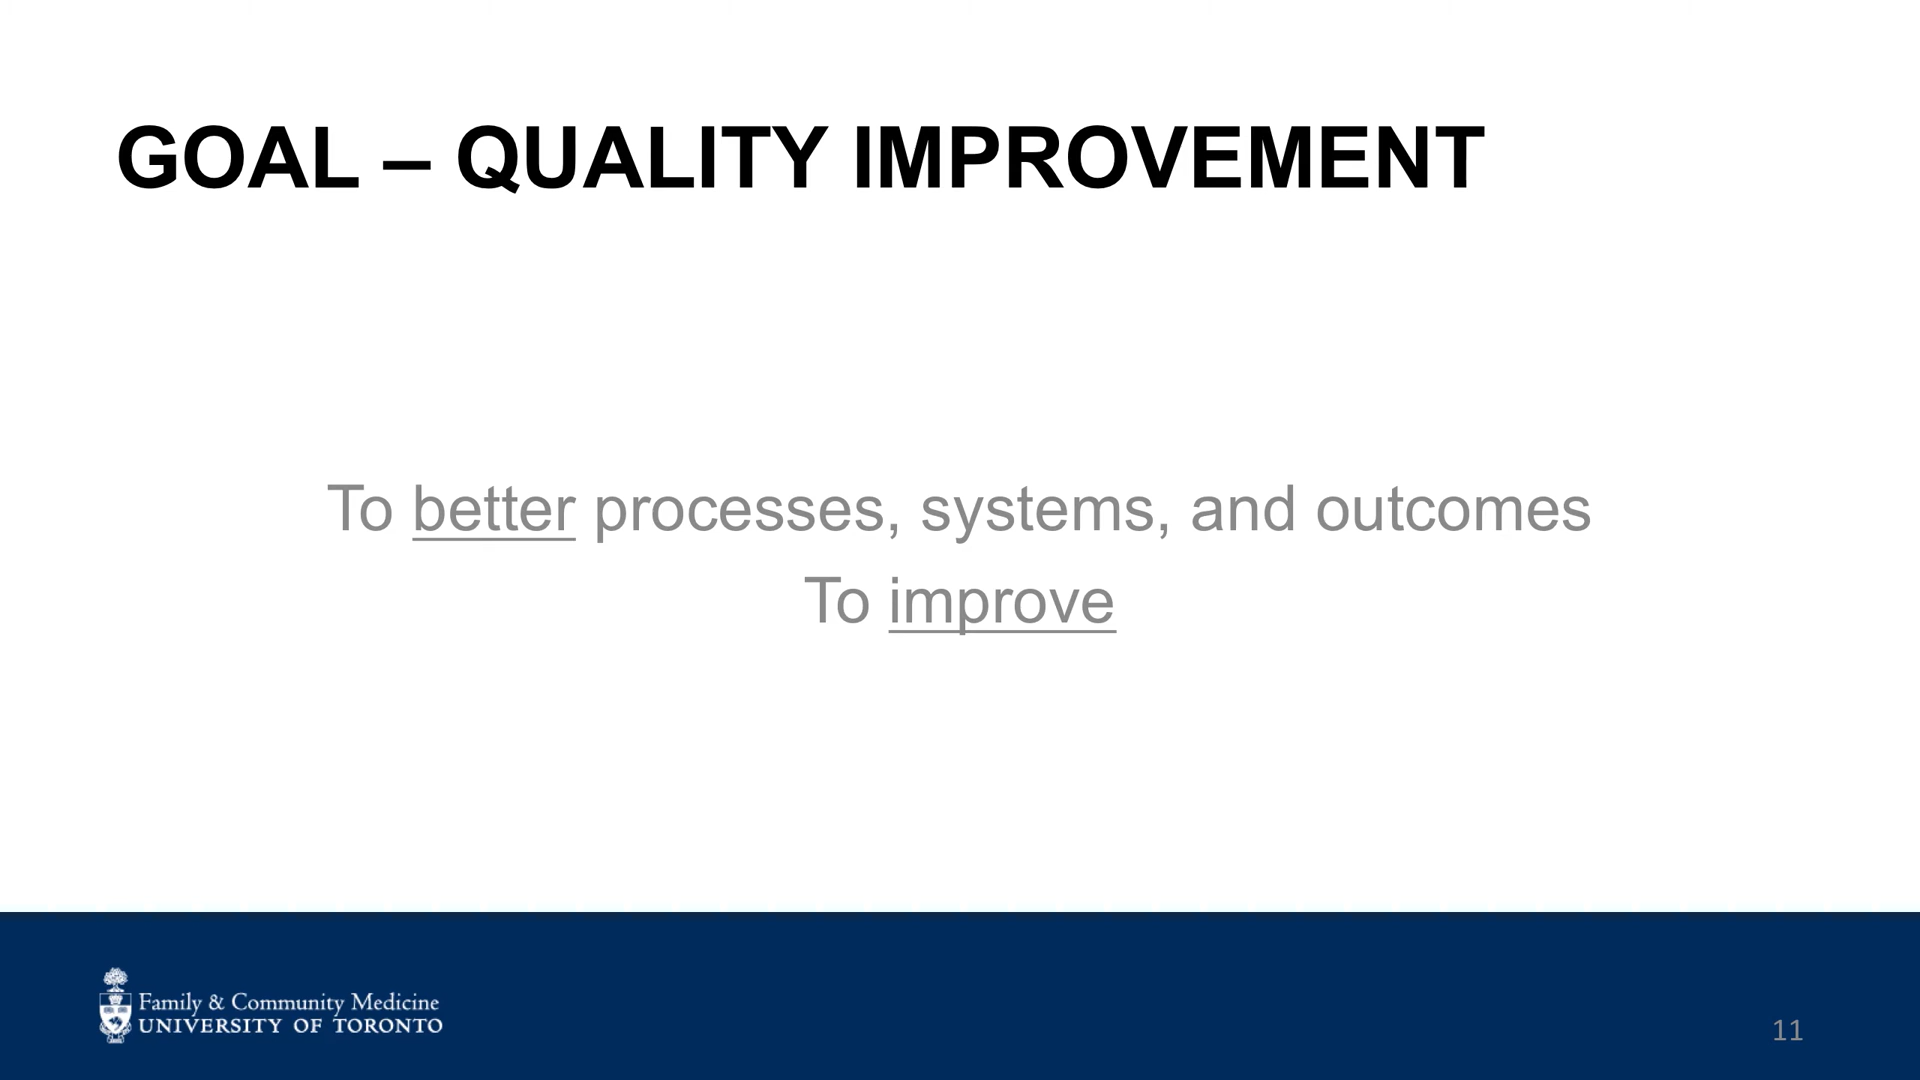 GOAL – QUALITY IMPROVEMENT
To better processes, systems, and outcomes
To improve
Family & Community Medicine
UNIVERSITY OF TORONTO
11